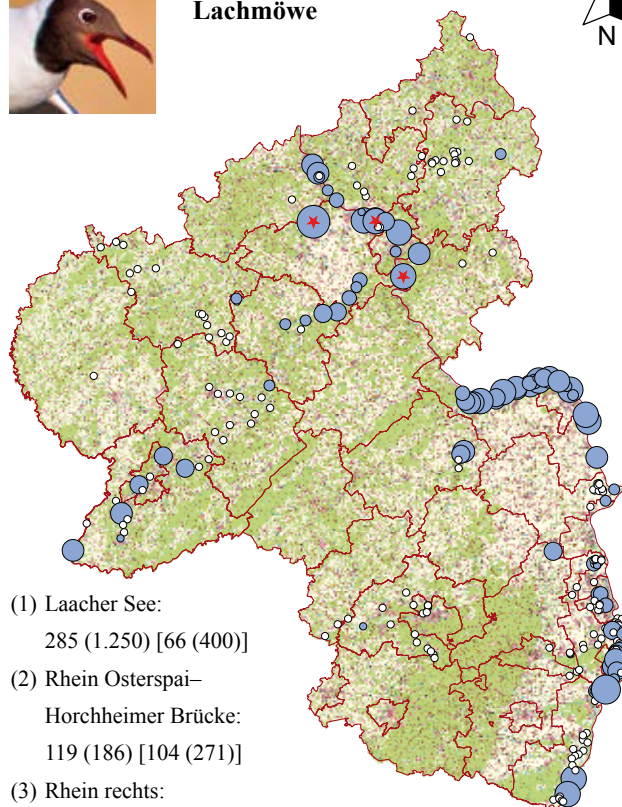 Lachmöwe
N
(1) Laacher See:
285 (1.250) [66 (400)]
(2) Rhein Osterspai–
Horchheimer Brücke:
119 (186) [104 (271)]
(3) Rhein rechts: